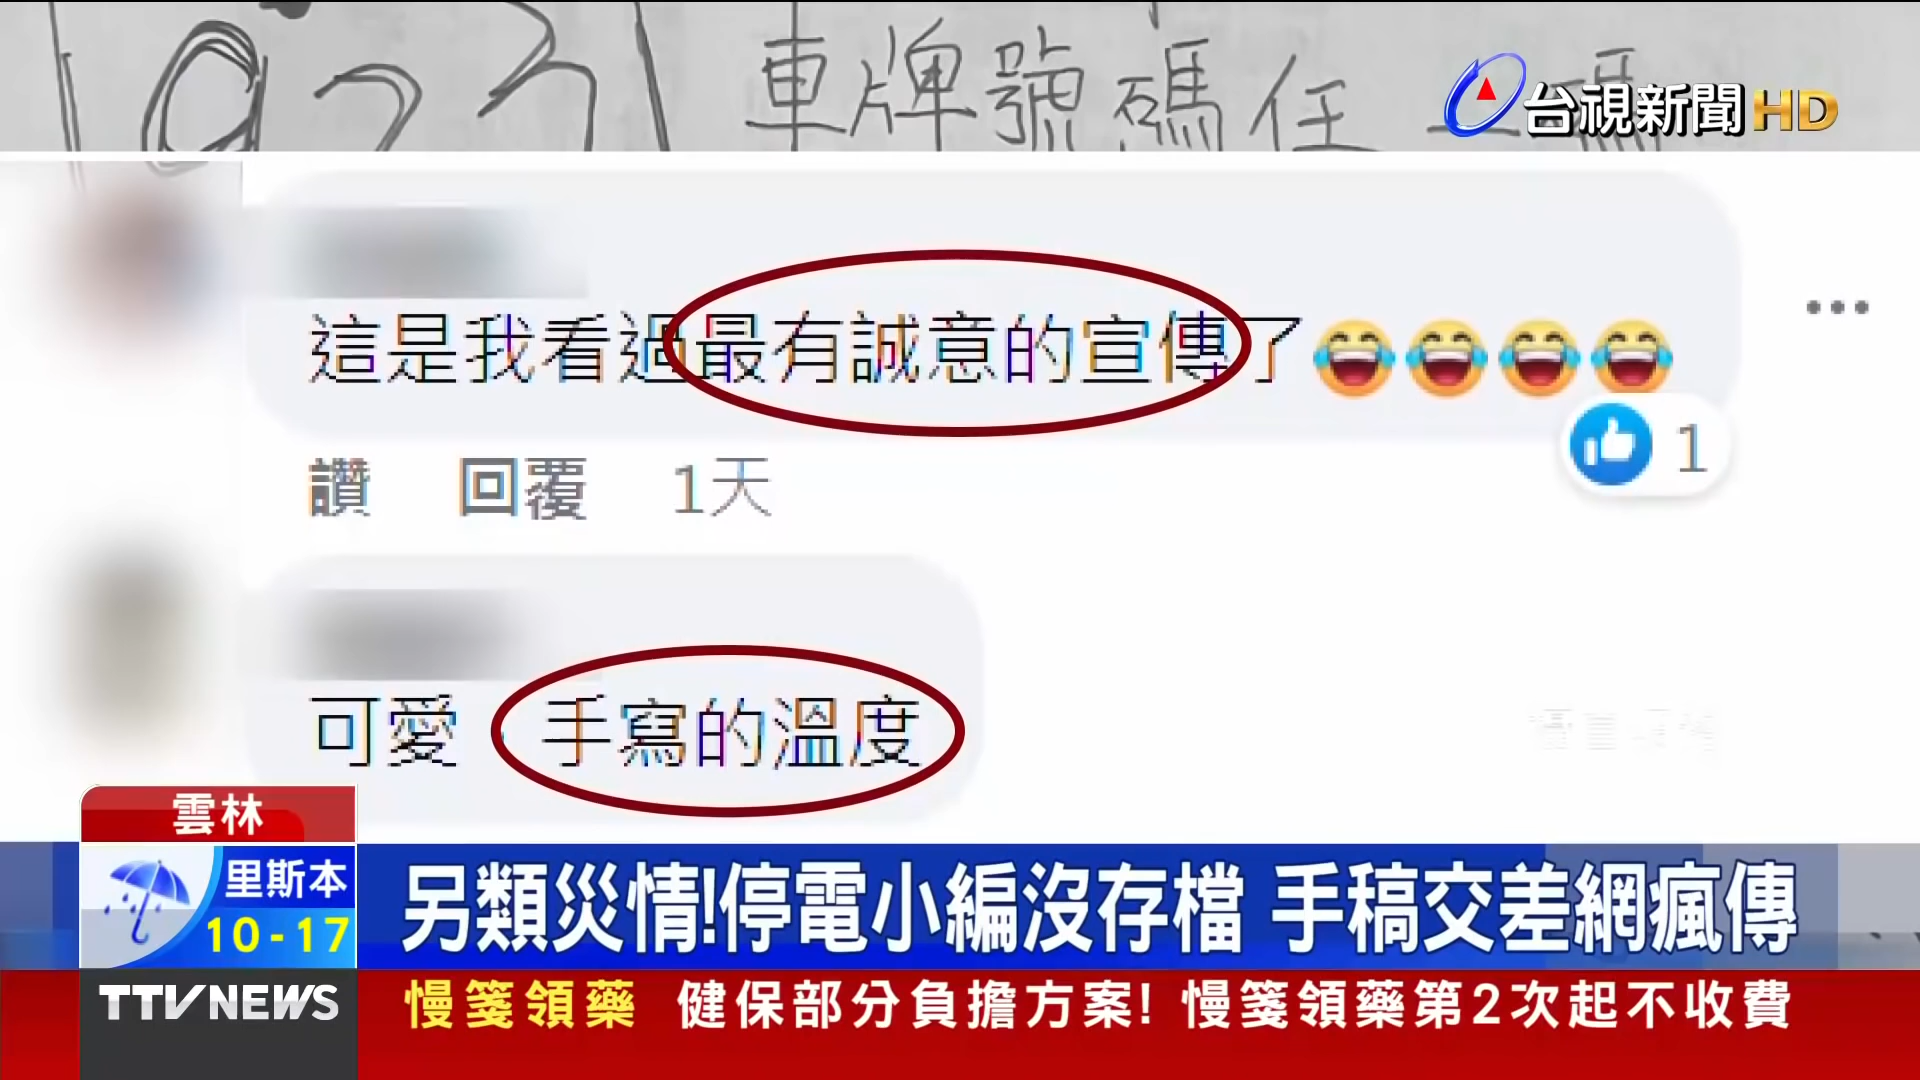 車牌號碼任一碼
台視新聞HD
這是我看過最有誠意的宣傳了😂😂😂😂
1
讚 回覆 1天
可愛 手寫的溫度
雲林
里斯本
10-17
另類災情!停電小編沒存檔 手稿交差網瘋傳
TTV NEWS
慢箋領藥 健保部分負擔方案! 慢箋領藥第2次起不收費